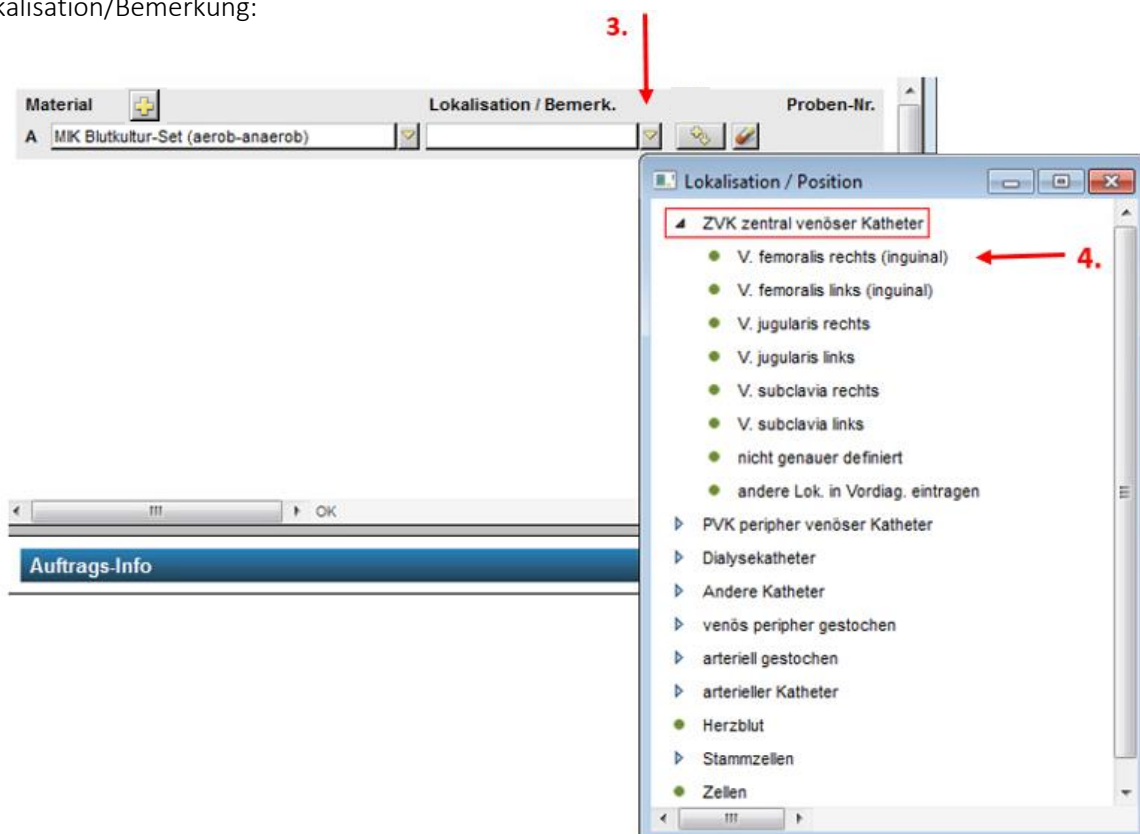 kalisation/Bemerkung:
3.
Material Lokalisation / Bemerk. Proben-Nr.
A MIK Blutkultur-Set (aerob-anaerob)
Lokalisation / Position
ZVK zentral venöser Katheter
V. femoralis rechts (inguinal) 4.
V. femoralis links (inguinal)
V. jugularis rechts
V. jugularis links
V. subclavia rechts
V. subclavia links
nicht genauer definiert
andere Lok. in Vordiag. eintragen
OK
PVK peripher venöser Katheter
Auftrags-Info
Dialysekatheter
Andere Katheter
venös peripher gestochen
arteriell gestochen
arterieller Katheter
Herzblut
Stammzellen
Zellen